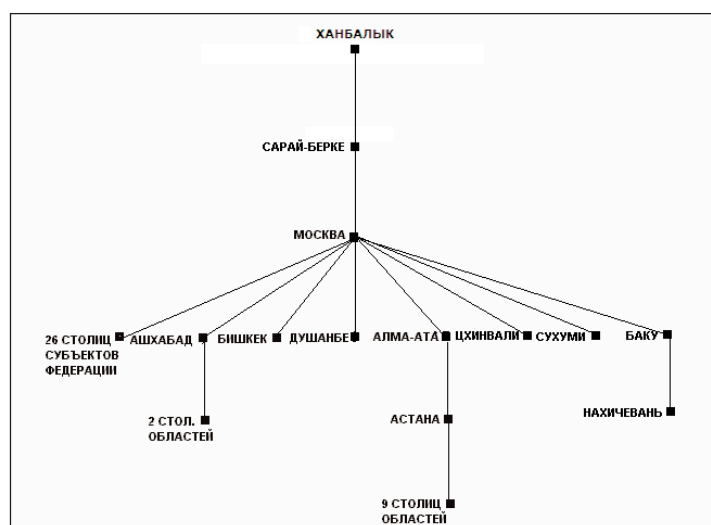 ХАНБАЛЫК
САРАЙ-БЕРКЕ
МОСКВА
26 СТОЛИЦ
СУБЪЕКТОВ
ФЕДЕРАЦИИ
АШХАБАД
БИШКЕК
ДУШАНБЕ
АЛМА-АТА
ЦХИНВАЛИ
СУХУМИ
БАКУ
2 СТОЛ.
ОБЛАСТЕЙ
АСТАНА
НАХИЧЕВАНЬ
9 СТОЛИЦ
ОБЛАСТЕЙ